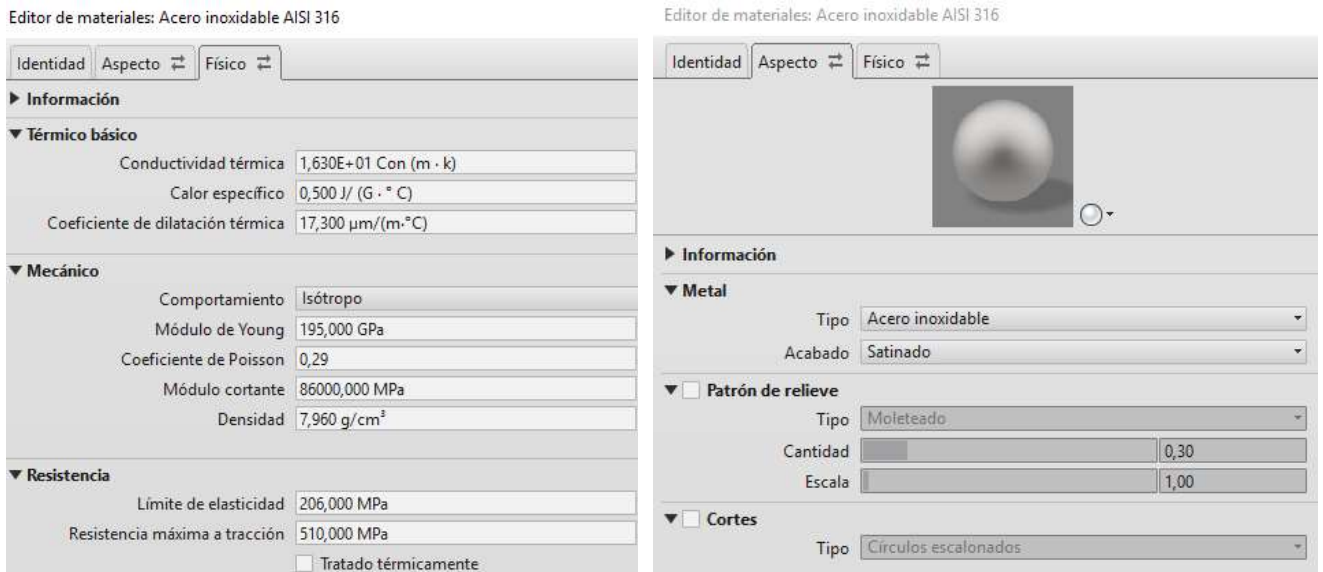 Editor de materiales: Acero inoxidable AISI 316
Identidad Aspecto Físico
Información
Térmico básico
Conductividad térmica 1,630E+01 Con (m · k)
Calor específico 0,500 J/ (G · ° C)
Coeficiente de dilatación térmica 17,300 µm/(m·°C)
Mecánico
Comportamiento Isótropo
Módulo de Young 195,000 GPa
Coeficiente de Poisson 0,29
Módulo cortante 86000,000 MPa
Densidad 7,960 g/cm³
Resistencia
Límite de elasticidad 206,000 MPa
Resistencia máxima a tracción 510,000 MPa
Tratado térmicamente
Editor de materiales: Acero inoxidable AISI 316
Identidad Aspecto Físico
Información
Metal
Tipo Acero inoxidable
Acabado Satinado
Patrón de relieve
Tipo Moleteado
Cantidad 0,30
Escala 1,00
Cortes
Tipo Círculos escalonados